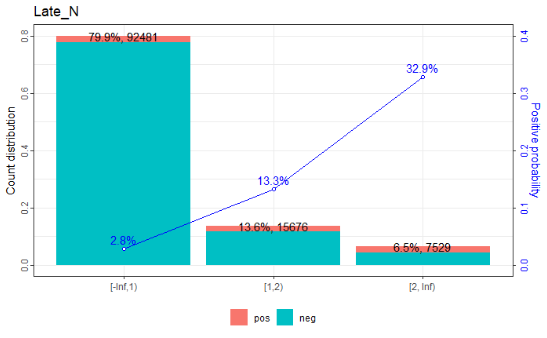 Late_N
Count distribution
0.8
0.6
0.4
0.2
0.0
79.9%, 92481
13.6%, 15676
6.5%, 7529
2.8%
13.3%
32.9%
0.4
0.3
0.2
0.1
0.0
Positive probability
[-Inf,1)
[1,2)
[2, Inf)
pos
neg